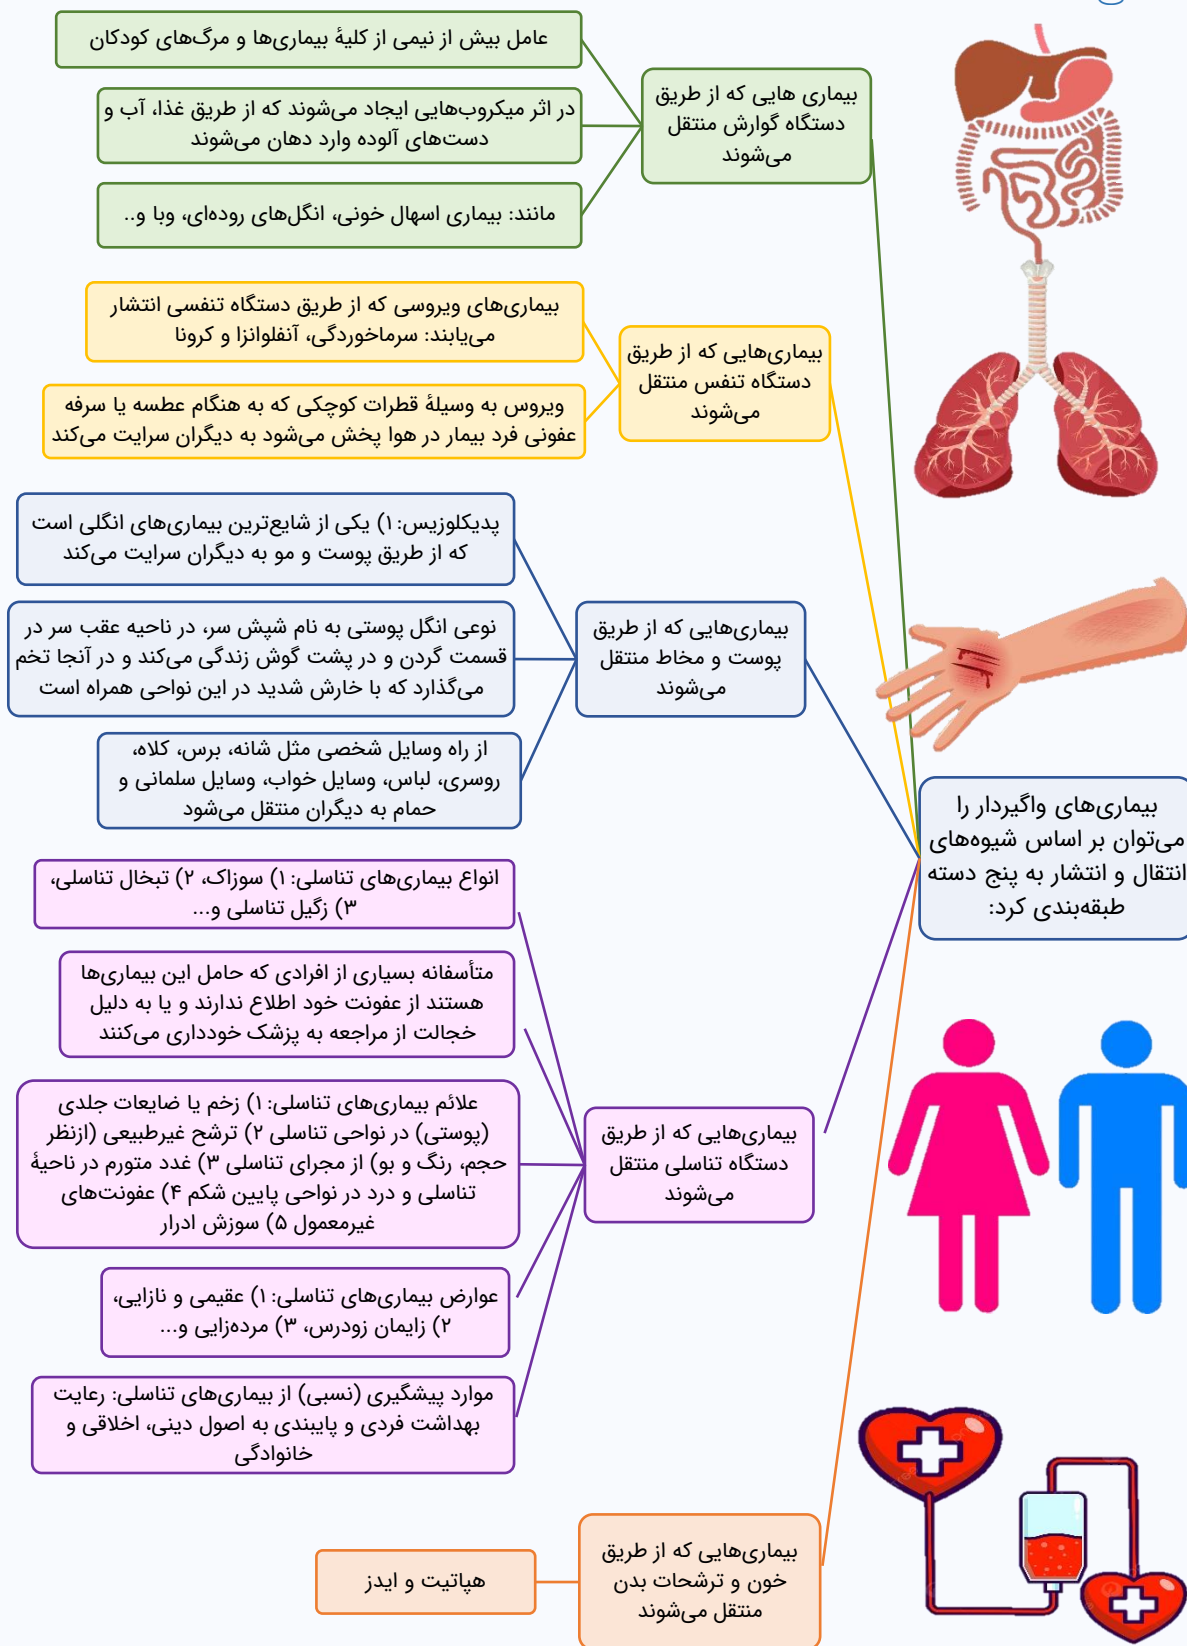 عامل بیش از نیمی از کلیهٔ بیماری‌ها و مرگ‌های کودکان
بیماری هایی که از طریق
دستگاه گوارش منتقل
می‌شوند
در اثر میکروب‌هایی ایجاد می‌شوند که از طریق غذا، آب و
دست‌های آلوده وارد دهان می‌شوند
مانند: بیماری اسهال خونی، انگل‌های روده‌ای، وبا و..
بیماری‌هایی که از طریق
دستگاه تنفس منتقل
می‌شوند
بیماری‌های ویروسی که از طریق دستگاه تنفسی انتشار
می‌یابند: سرماخوردگی، آنفلوانزا و کرونا
ویروس به وسیلهٔ قطرات کوچکی که به هنگام عطسه یا سرفه
عفونی فرد بیمار در هوا پخش می‌شود به دیگران سرایت می‌کند
بیماری‌هایی که از طریق
پوست و مخاط منتقل
می‌شوند
پدیکلوزیس: ۱) یکی از شایع‌ترین بیماری‌های انگلی است
که از طریق پوست و مو به دیگران سرایت می‌کند
نوعی انگل پوستی به نام شپش سر، در ناحیه عقب سر در
قسمت گردن و در پشت گوش زندگی می‌کند و در آنجا تخم
می‌گذارد که با خارش شدید در این نواحی همراه است
از راه وسایل شخصی مثل شانه، برس، کلاه،
روسری، لباس، وسایل خواب، وسایل سلمانی و
حمام به دیگران منتقل می‌شود
بیماری‌های واگیردار را
می‌توان بر اساس شیوه‌های
انتقال و انتشار به پنج دسته
طبقه‌بندی کرد:
بیماری‌هایی که از طریق
دستگاه تناسلی منتقل
می‌شوند
انواع بیماری‌های تناسلی: ۱) سوزاک، ۲) تبخال تناسلی،
۳) زگیل تناسلی و...
متأسفانه بسیاری از افرادی که حامل این بیماری‌ها
هستند از عفونت خود اطلاع ندارند و یا به دلیل
خجالت از مراجعه به پزشک خودداری می‌کنند
علائم بیماری‌های تناسلی: ۱) زخم یا ضایعات جلدی
(پوستی) در نواحی تناسلی ۲) ترشح غیرطبیعی (ازنظر
حجم، رنگ و بو) از مجرای تناسلی ۳) غدد متورم در ناحیهٔ
تناسلی و درد در نواحی پایین شکم ۴) عفونت‌های
غیرمعمول ۵) سوزش ادرار
عوارض بیماری‌های تناسلی: ۱) عقیمی و نازایی،
۲) زایمان زودرس، ۳) مرده‌زایی و...
موارد پیشگیری (نسبی) از بیماری‌های تناسلی: رعایت
بهداشت فردی و پایبندی به اصول دینی، اخلاقی و
خانوادگی
بیماری‌هایی که از طریق
خون و ترشحات بدن
منتقل می‌شوند
هپاتیت و ایدز